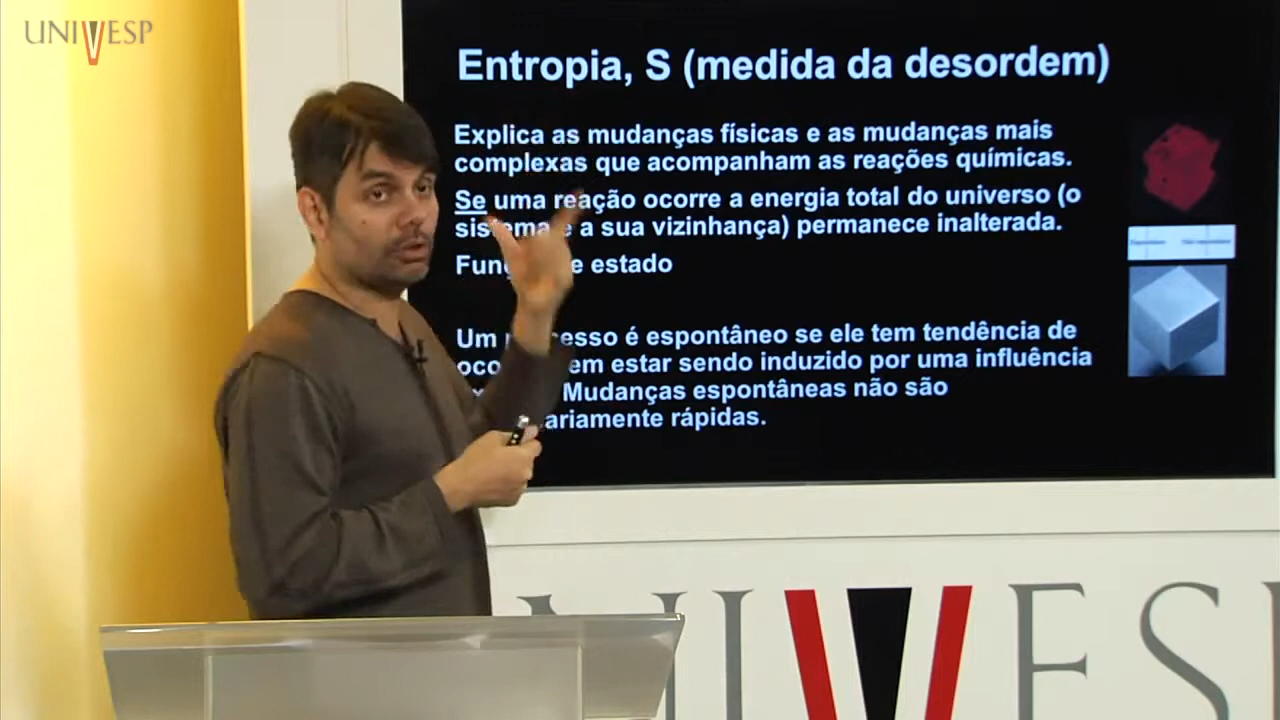 UNIVESP
Entropia, S (medida da desordem)
Explica as mudanças físicas e as mudanças mais
complexas que acompanham as reações químicas.
Se uma reação ocorre a energia total do universo (o
sistema e a sua vizinhança) permanece inalterada.
estado
Um é espontâneo se ele tem tendência de
estar sendo induzido por uma influência
Mudanças espontâneas não são
rápidas.
UNIVESP